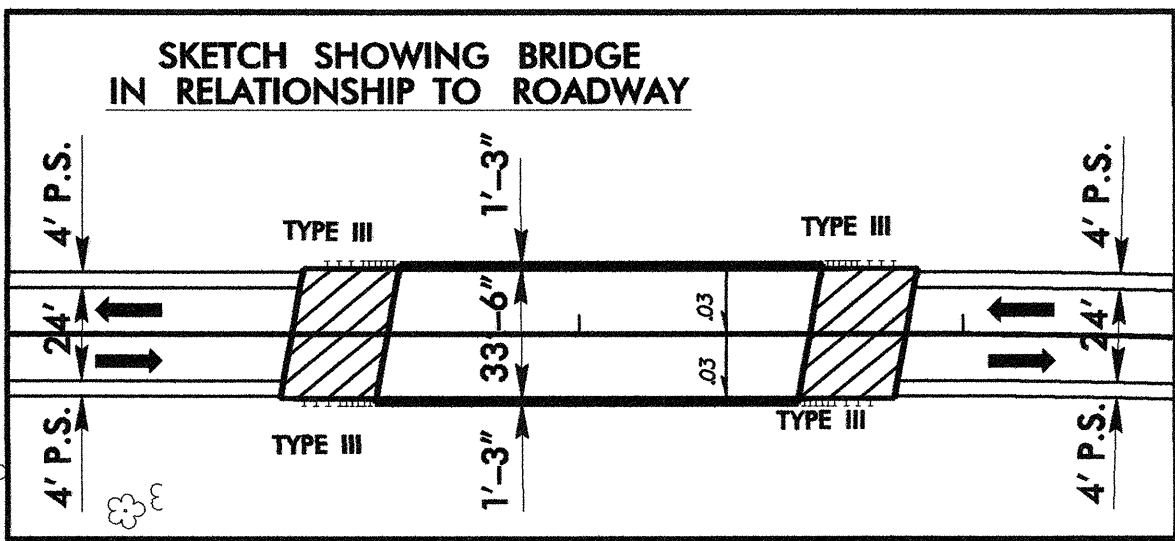 SKETCH SHOWING BRIDGE
IN RELATIONSHIP TO ROADWAY
4' P.S.
1'-3"
4' P.S.
TYPE III
TYPE III
24'
33'-6"
.03
.03
24'
TYPE III
TYPE III
4' P.S.
1'-3"
4' P.S.